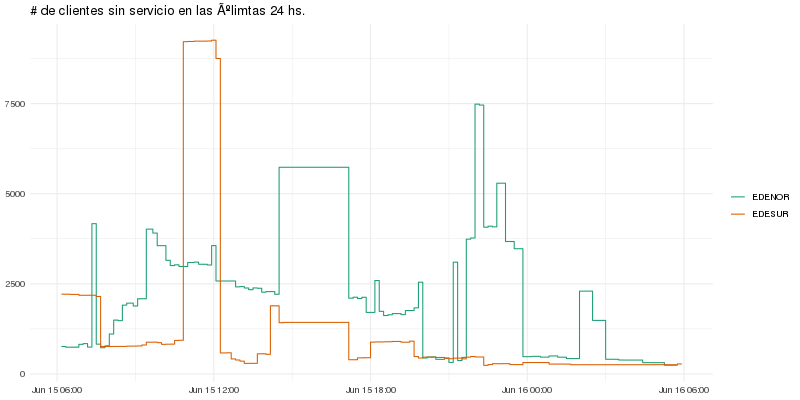 # de clientes sin servicio en las Ãºlimtas 24 hs.
7500
5000
2500
0
Jun 15 06:00
Jun 15 12:00
Jun 15 18:00
Jun 16 00:00
Jun 16 06:00
EDENOR
EDESUR